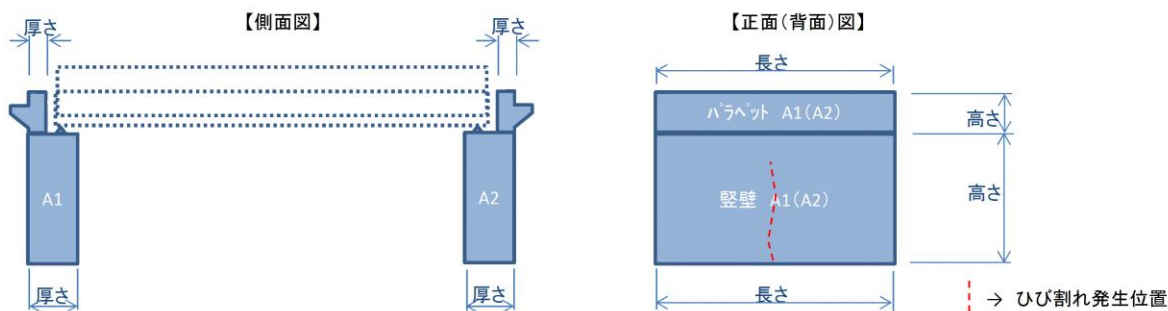 【側面図】
【正面(背面)図】
厚さ
厚さ
長さ
パラペット A1(A2)
高さ
A1
A2
竪壁 A1(A2)
高さ
厚さ
厚さ
長さ
→ ひび割れ発生位置